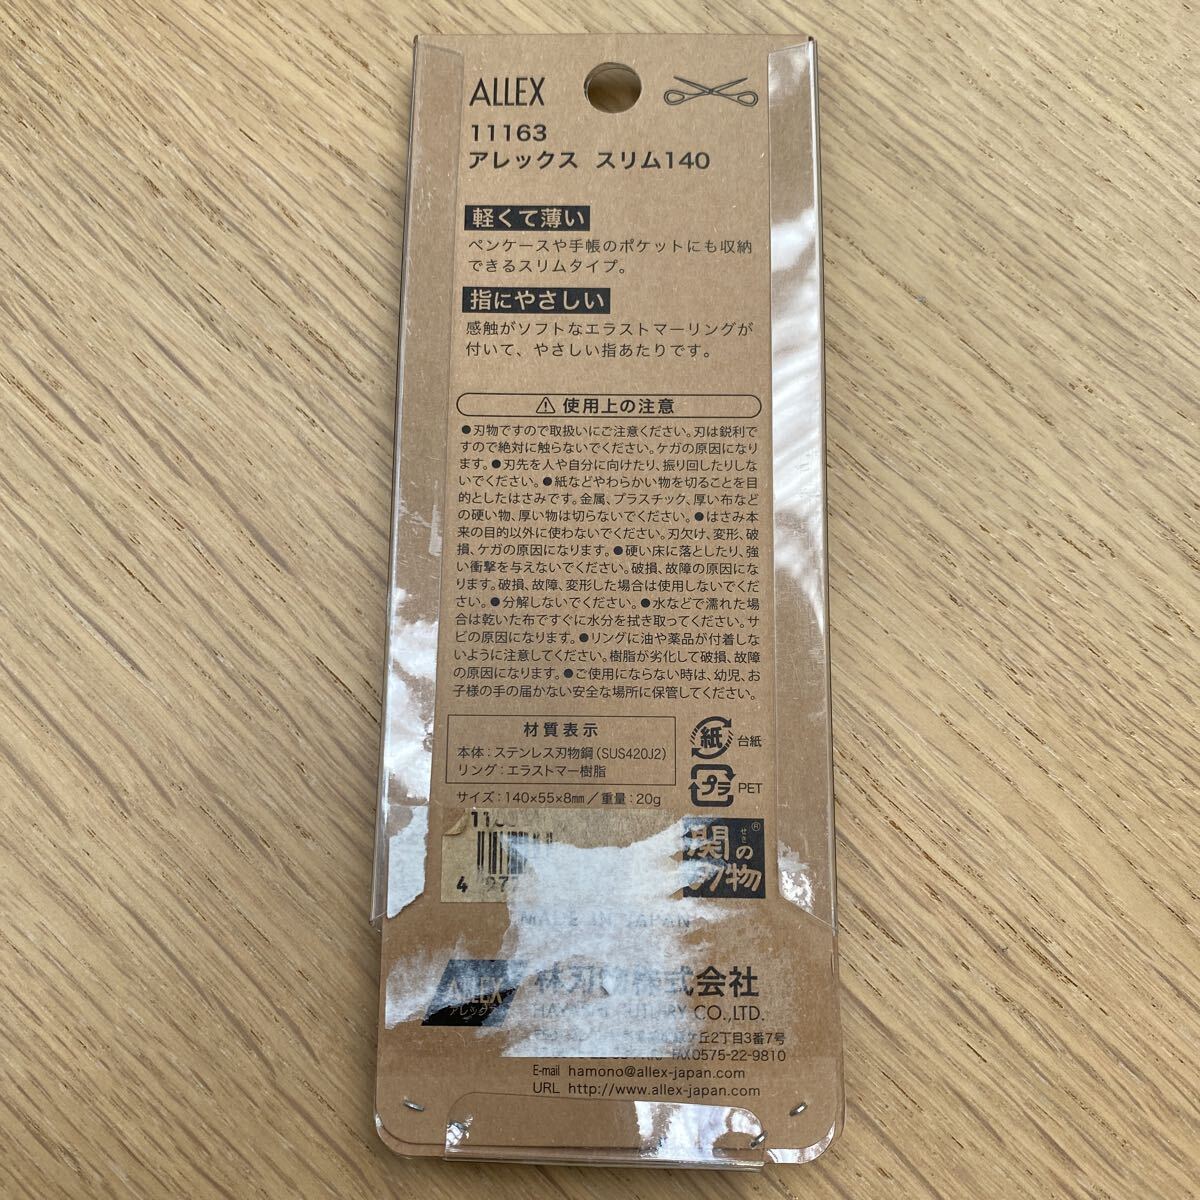 ALLEX
11163
アレックス スリム140
軽くて薄い
ペンケースや手帳のポケットにも収納
できるスリムタイプ。
指にやさしい
感触がソフトなエラストマーリングが
付いて、やさしい指あたりです。
使用上の注意
●刃物ですので取扱いにご注意ください。刃は鋭利で
すので絶対に触らないでください。ケガの原因になり
ます。●刃先を人や自分に向けたり、振り回したりしな
いでください。●紙などやわらかい物を切ることを目
的としたはさみです。金属、プラスチック、厚い布など
の硬い物、厚い物は切らないでください。●はさみ本
来の目的以外に使わないでください。刃欠け、変形、破
損、ケガの原因になります。●硬い床に落としたり、強
い衝撃を与えないでください。破損、故障の原因にな
ります。破損、故障、変形した場合は使用しないでくだ
さい。●分解しないでください。●水などで濡れた場
合は乾いた布ですぐに水分を拭き取ってください。サ
ビの原因になります。●リングに油や薬品が付着しな
いように注意してください。樹脂が劣化して破損、故障
の原因になります。●ご使用にならない時は、幼児、お
子様の手の届かない安全な場所に保管してください。
材質表示
本体：ステンレス刃物鋼（SUS420J2）
リング：エラストマー樹脂
紙 台紙
プラ PET
サイズ：140×55×8㎜／重量：20g
関の刃物
せき
®
MADE IN JAPAN
ALLEX
アレックス
林刃物株式会社
CO.,LTD.
ケ丘2丁目3番7号
FAX0575-22-9810
E-mail hamono@allex-japan.com
URL http://www.allex-japan.com